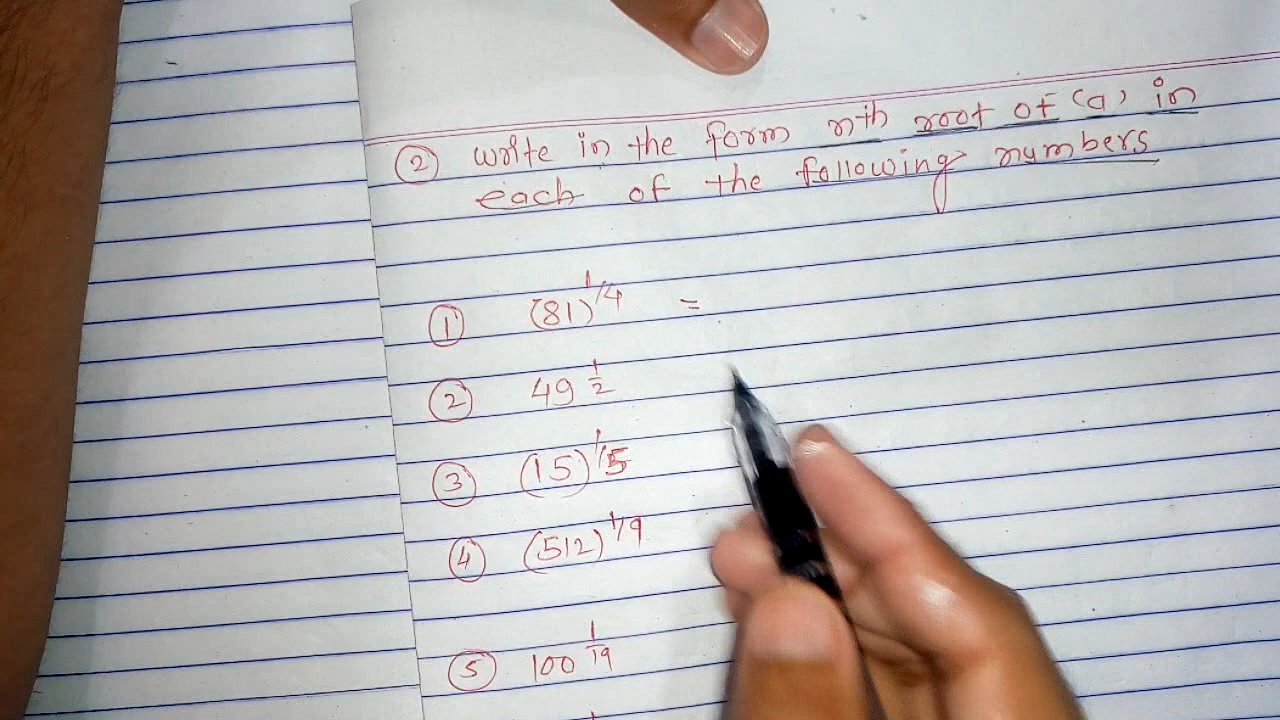 ② write in the form nth root of (a) in
each of the following numbers
① (81)^1/4 =
② 49^1/2
③ (15)^1/5
④ (512)^1/9
⑤ 100^1/19